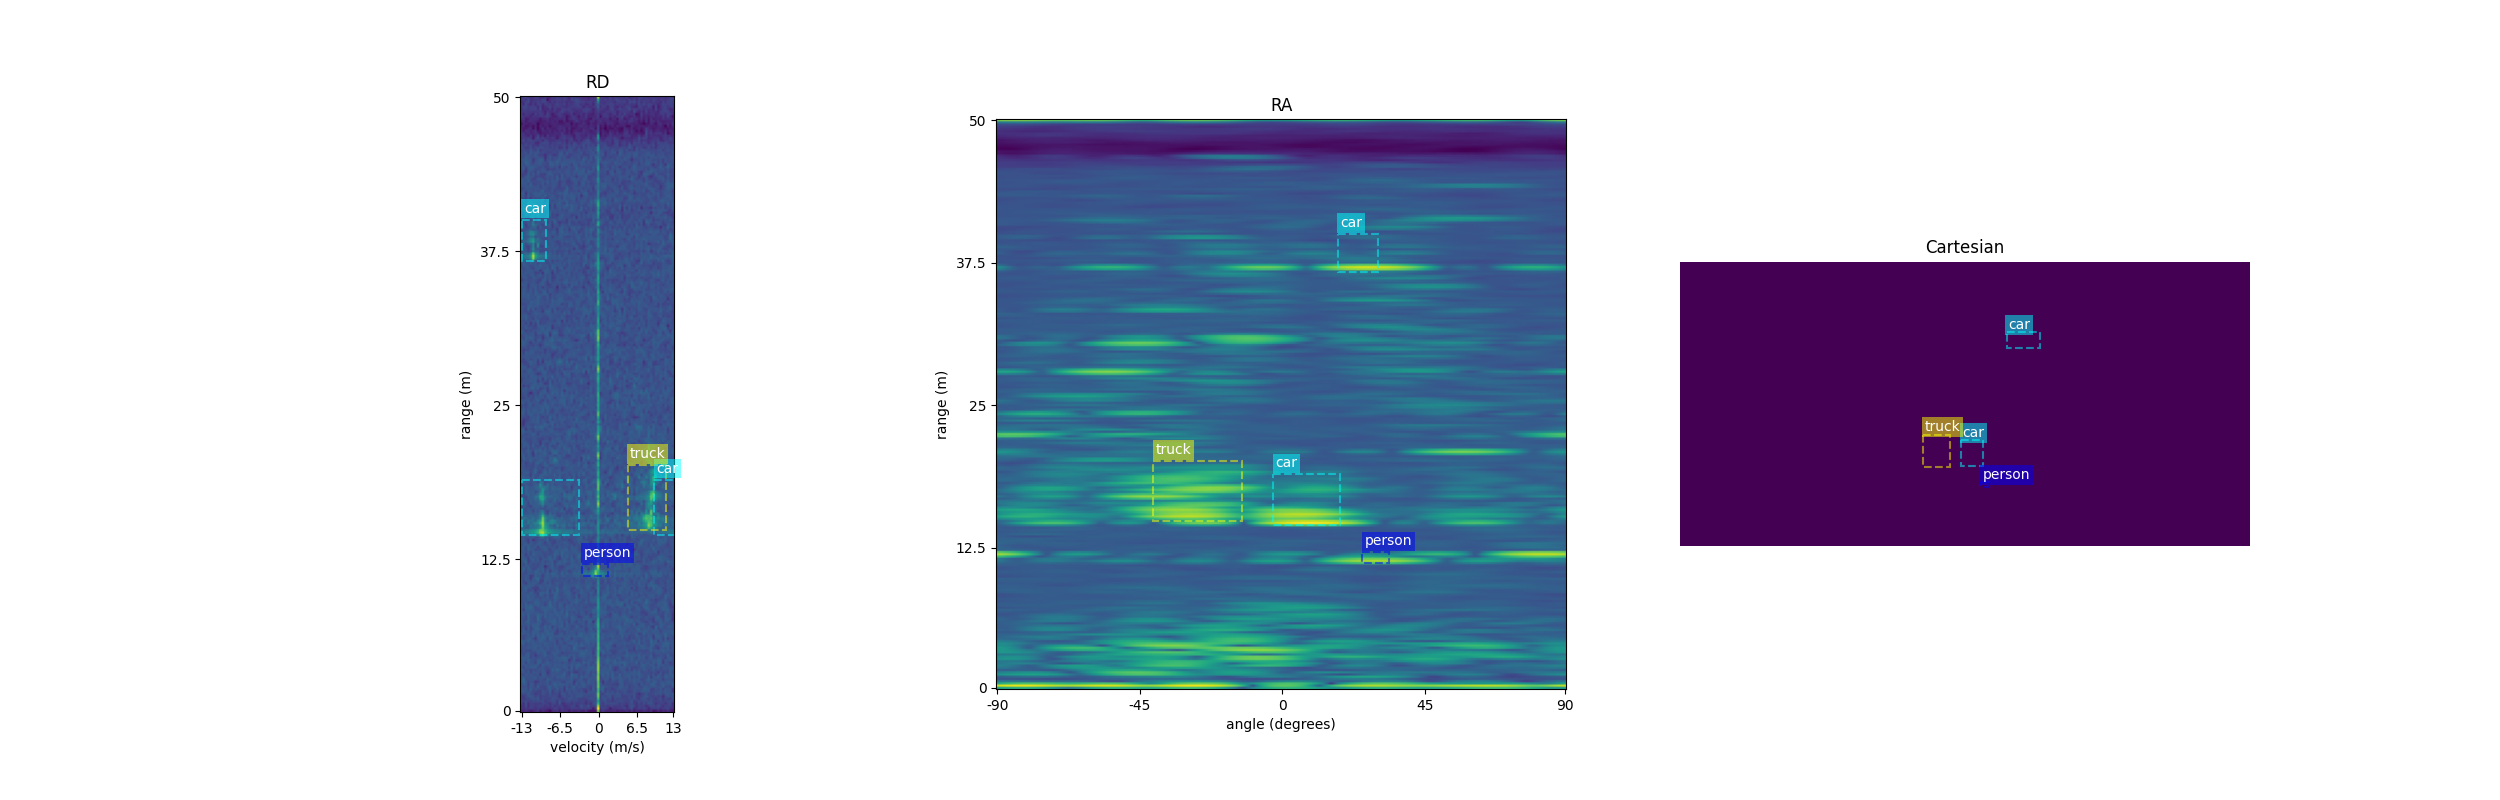 RD
50
37.5
25
12.5
0
range (m)
car
truck
car
person
-13
-6.5
0
6.5
13
velocity (m/s)
RA
50
37.5
25
12.5
0
range (m)
car
truck
car
person
-90
-45
0
45
90
angle (degrees)
Cartesian
car
truck
car
person